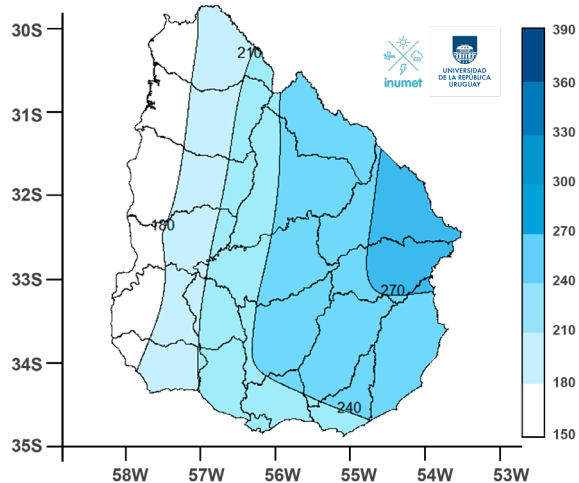 30S
31S
32S
33S
34S
35S
58W
57W
56W
55W
54W
53W
210
180
270
240
inumet
UNIVERSIDAD
DE LA REPÚBLICA
URUGUAY
390
360
330
300
270
240
210
180
150